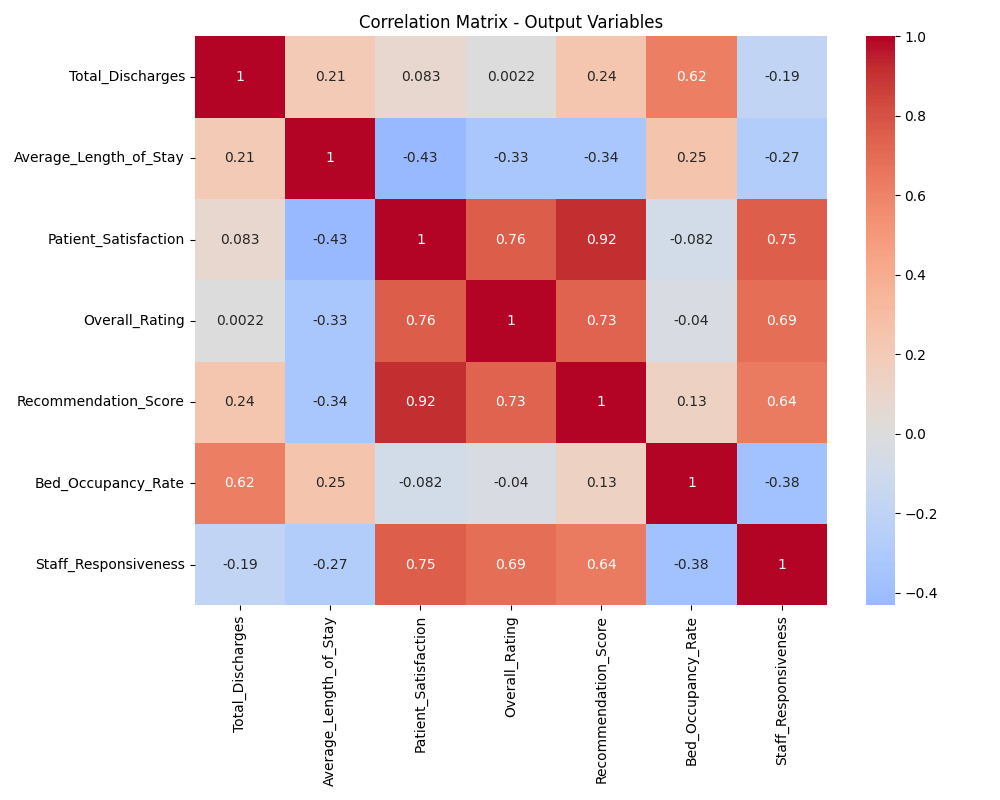 Correlation Matrix - Output Variables
Total_Discharges 1 0.21 0.083 0.0022 0.24 0.62 -0.19
Average_Length_of_Stay 0.21 1 -0.43 -0.33 -0.34 0.25 -0.27
Patient_Satisfaction 0.083 -0.43 1 0.76 0.92 -0.082 0.75
Overall_Rating 0.0022 -0.33 0.76 1 0.73 -0.04 0.69
Recommendation_Score 0.24 -0.34 0.92 0.73 1 0.13 0.64
Bed_Occupancy_Rate 0.62 0.25 -0.082 -0.04 0.13 1 -0.38
Staff_Responsiveness -0.19 -0.27 0.75 0.69 0.64 -0.38 1
Total_Discharges
Average_Length_of_Stay
Patient_Satisfaction
Overall_Rating
Recommendation_Score
Bed_Occupancy_Rate
Staff_Responsiveness
1.0
0.8
0.6
0.4
0.2
0.0
−0.2
−0.4